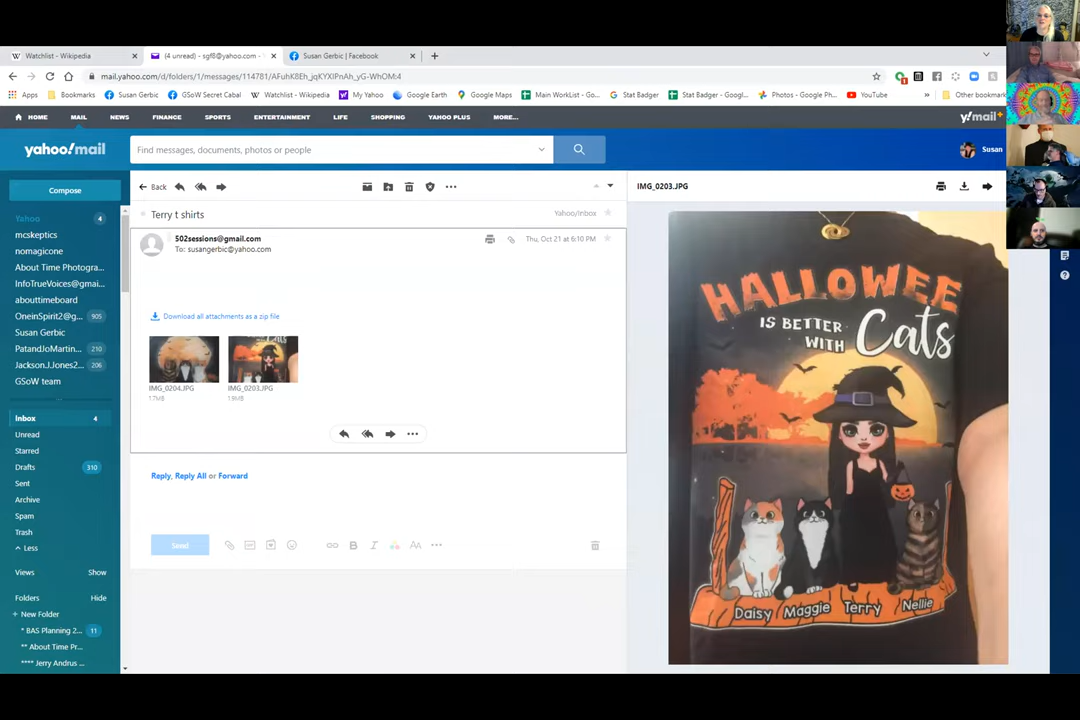 Watchlist - Wikipedia
(4 unread) - sgf8@yahoo.com -
Susan Gerbic | Facebook
mail.yahoo.com/d/folders/1/messages/114781/AFuhK8Eh_jqKYXlPnAh_yG-WhOM:4
Apps
Bookmarks
Susan Gerbic
GSoW Secret Cabal
Watchlist - Wikipedia
My Yahoo
Google Earth
Google Maps
Main WorkList - Go...
Stat Badger
Stat Badger - Googl...
Photos - Google Ph...
YouTube
Other bookmark
HOME
MAIL
NEWS
FINANCE
SPORTS
ENTERTAINMENT
LIFE
SHOPPING
YAHOO PLUS
MORE...
y!mail+
yahoo!mail
Find messages, documents, photos or people
Susan
Compose
Back
IMG_0203.JPG
Terry t shirts
Yahoo/Inbox
Yahoo 4
mcskeptics
nomagicone
About Time Photogra...
InfoTrueVoices@gmai...
abouttimeboard
OneinSpirit2@g... 905
Susan Gerbic
PatandJoMartin... 210
Jackson.J.Jones2... 206
GSoW team
Inbox 4
Unread
Starred
Drafts 310
Sent
Archive
Spam
Trash
Less
Views Show
Folders Hide
+ New Folder
* BAS Planning 2... 11
** About Time Pr...
**** Jerry Andrus ...
502sessions@gmail.com
Thu, Oct 21 at 6:10 PM
To: susangerbic@yahoo.com
Download all attachments as a zip file
IMG_0204.JPG
1.7MB
IMG_0203.JPG
1.9MB
Reply, Reply All or Forward
Send
HALLOWEE
IS BETTER
WITH Cats
Daisy Maggie Terry Nellie